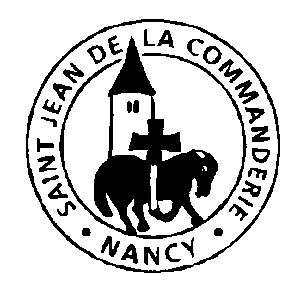 SAINT JEAN DE LA COMMANDERIE
• NANCY •